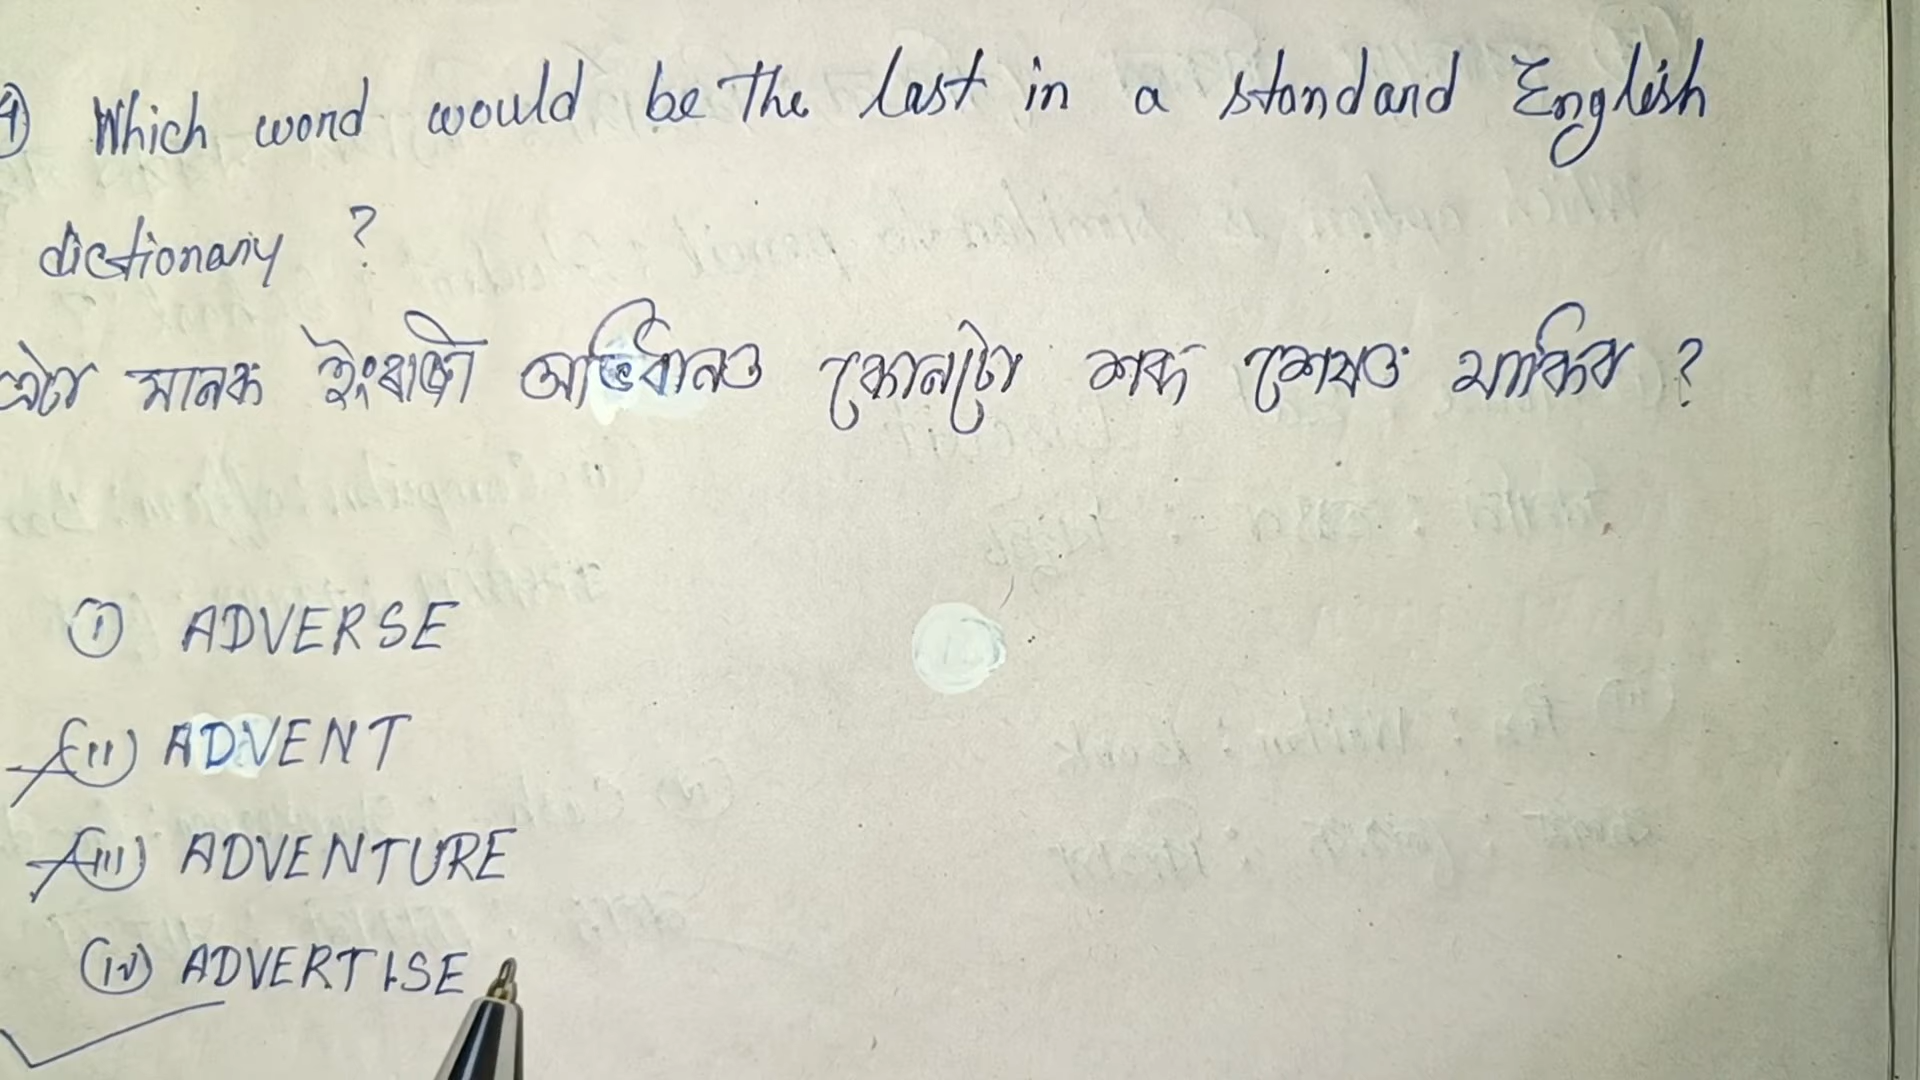 4) Which word would be the last in a standard English
dictionary ?
এটা মানক ইংৰাজী অভিধানত কোনটো শব্দ শেষত থাকিব ?
(i) ADVERSE
(ii) ADVENT
(iii) ADVENTURE
(iv) ADVERTISE